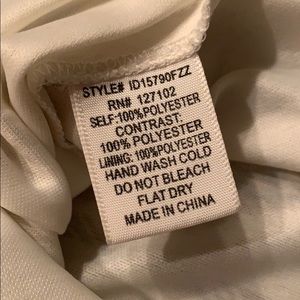 STYLE# ID15790FZZ
RN# 127102
SELF:100%POLYESTER
CONTRAST:
100% POLYESTER
LINING: 100%POLYESTER
HAND WASH COLD
DO NOT BLEACH
FLAT DRY
MADE IN CHINA